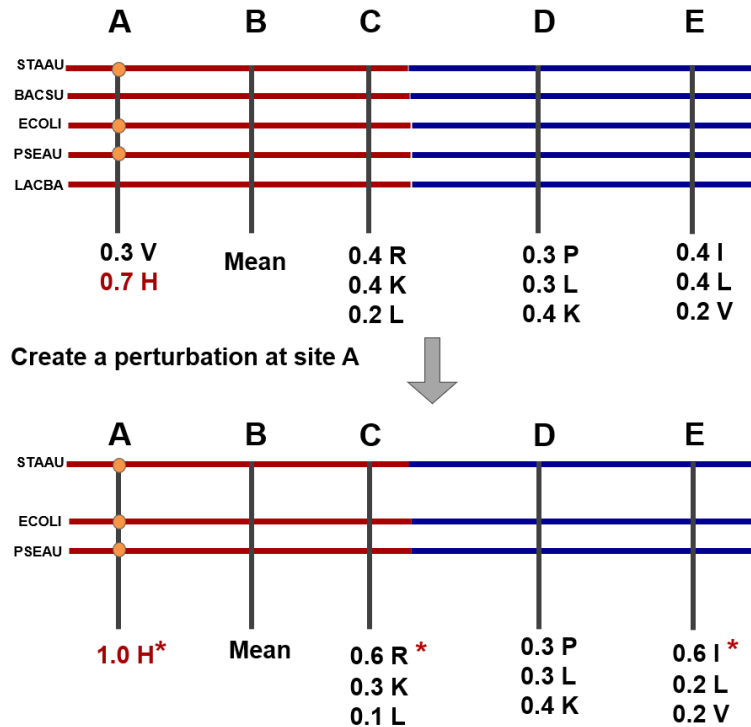 A B C D E
STAAU
BACSU
ECOLI
PSEAU
LACBA
0.3 V Mean 0.4 R 0.3 P 0.4 I
0.7 H 0.4 K 0.3 L 0.4 L
0.2 L 0.4 K 0.2 V
Create a perturbation at site A
A B C D E
STAAU
ECOLI
PSEAU
1.0 H* Mean 0.6 R * 0.3 P 0.6 I *
0.3 K 0.3 L 0.2 L
0.1 L 0.4 K 0.2 V